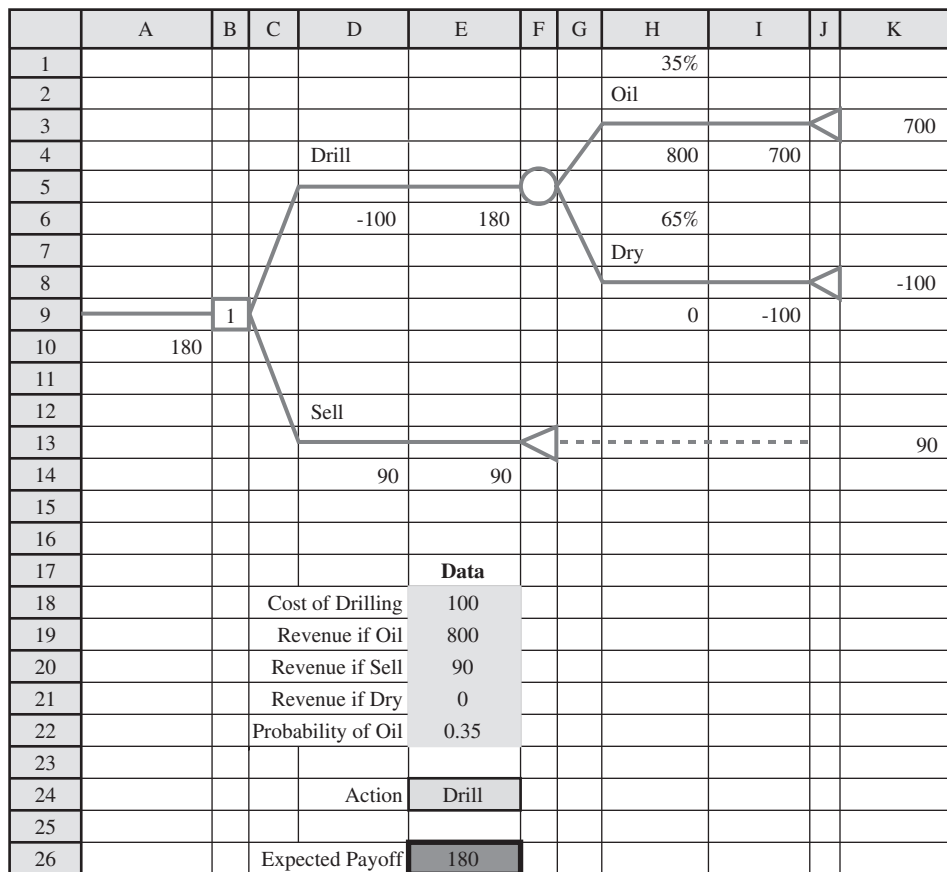 A B C D E F G H I J K
1 35%
2 Oil
3 700
4 Drill 800 700
5
6 -100 180 65%
7 Dry
8 -100
9 1 0 -100
10 180
11
12 Sell
13 90
14 90 90
15
16
17 Data
18 Cost of Drilling 100
19 Revenue if Oil 800
20 Revenue if Sell 90
21 Revenue if Dry 0
22 Probability of Oil 0.35
23
24 Action Drill
25
26 Expected Payoff 180